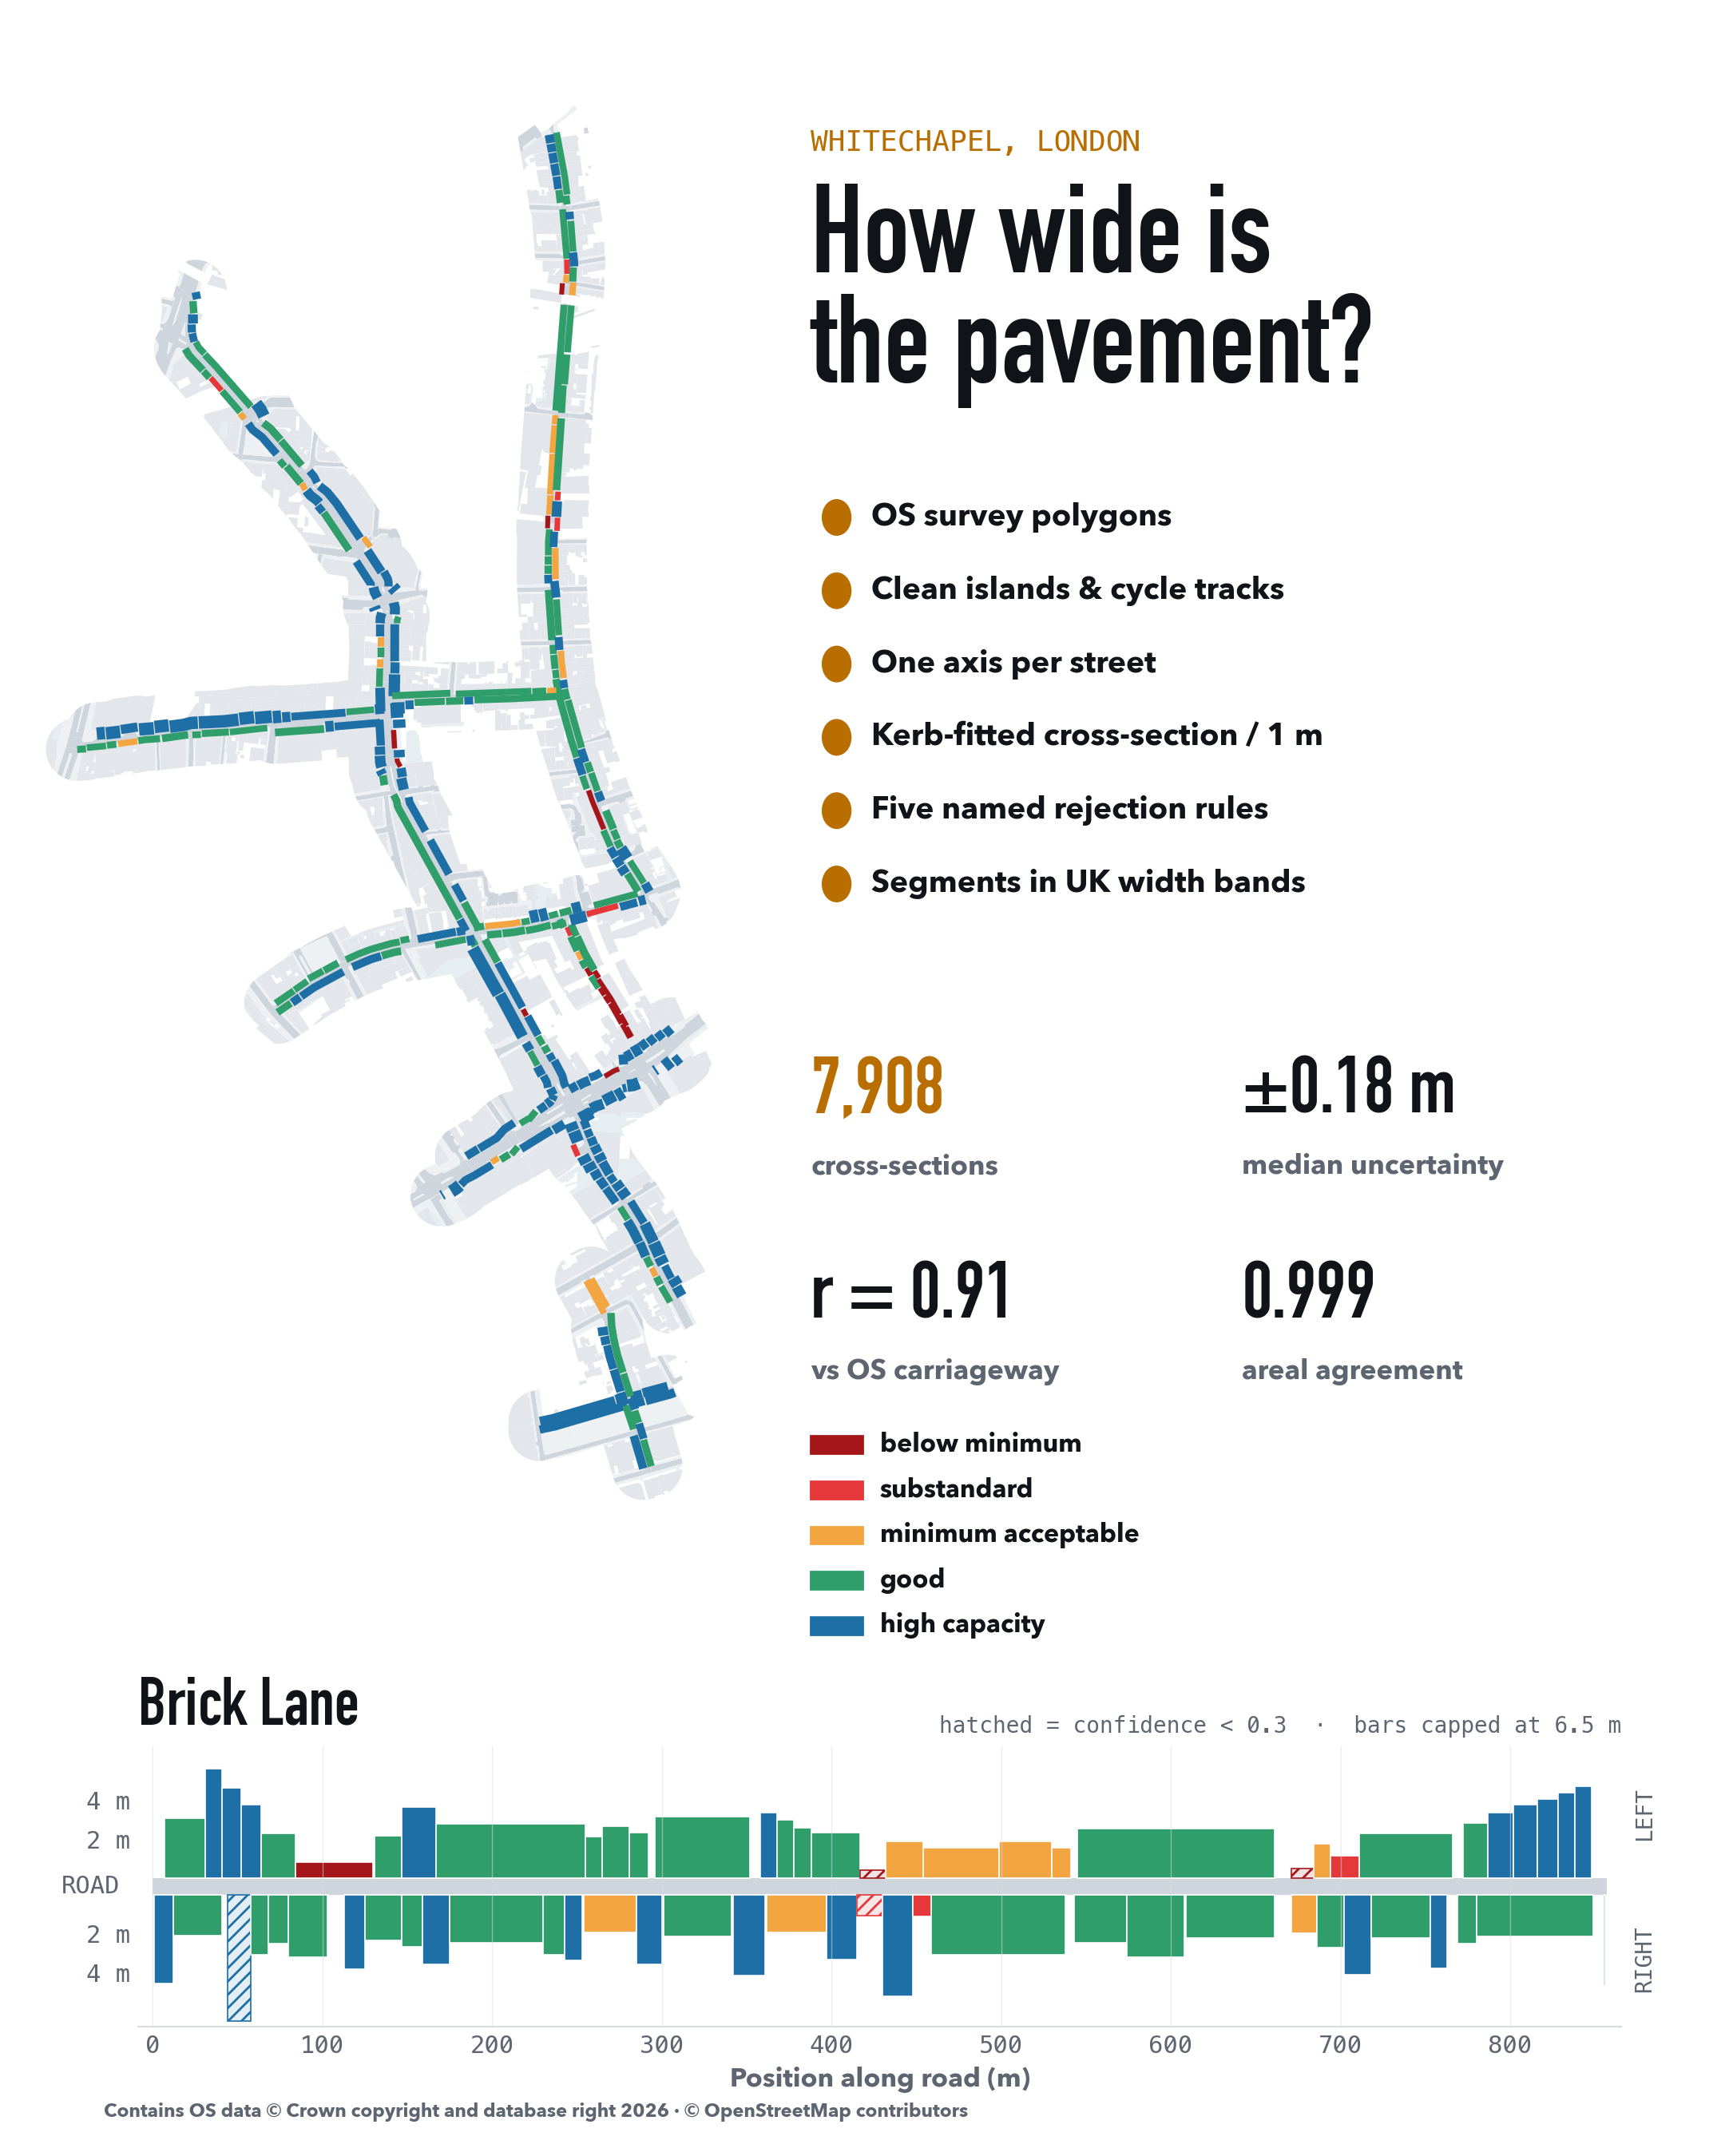 WHITECHAPEL, LONDON
How wide is
the pavement?
OS survey polygons
Clean islands & cycle tracks
One axis per street
Kerb-fitted cross-section / 1 m
Five named rejection rules
Segments in UK width bands
7,908
cross-sections
±0.18 m
median uncertainty
r = 0.91
vs OS carriageway
0.999
areal agreement
below minimum
substandard
minimum acceptable
good
high capacity
Brick Lane
hatched = confidence < 0.3 · bars capped at 6.5 m
4 m
2 m
ROAD
2 m
4 m
LEFT
RIGHT
0 100 200 300 400 500 600 700 800
Position along road (m)
Contains OS data © Crown copyright and database right 2026 · © OpenStreetMap contributors